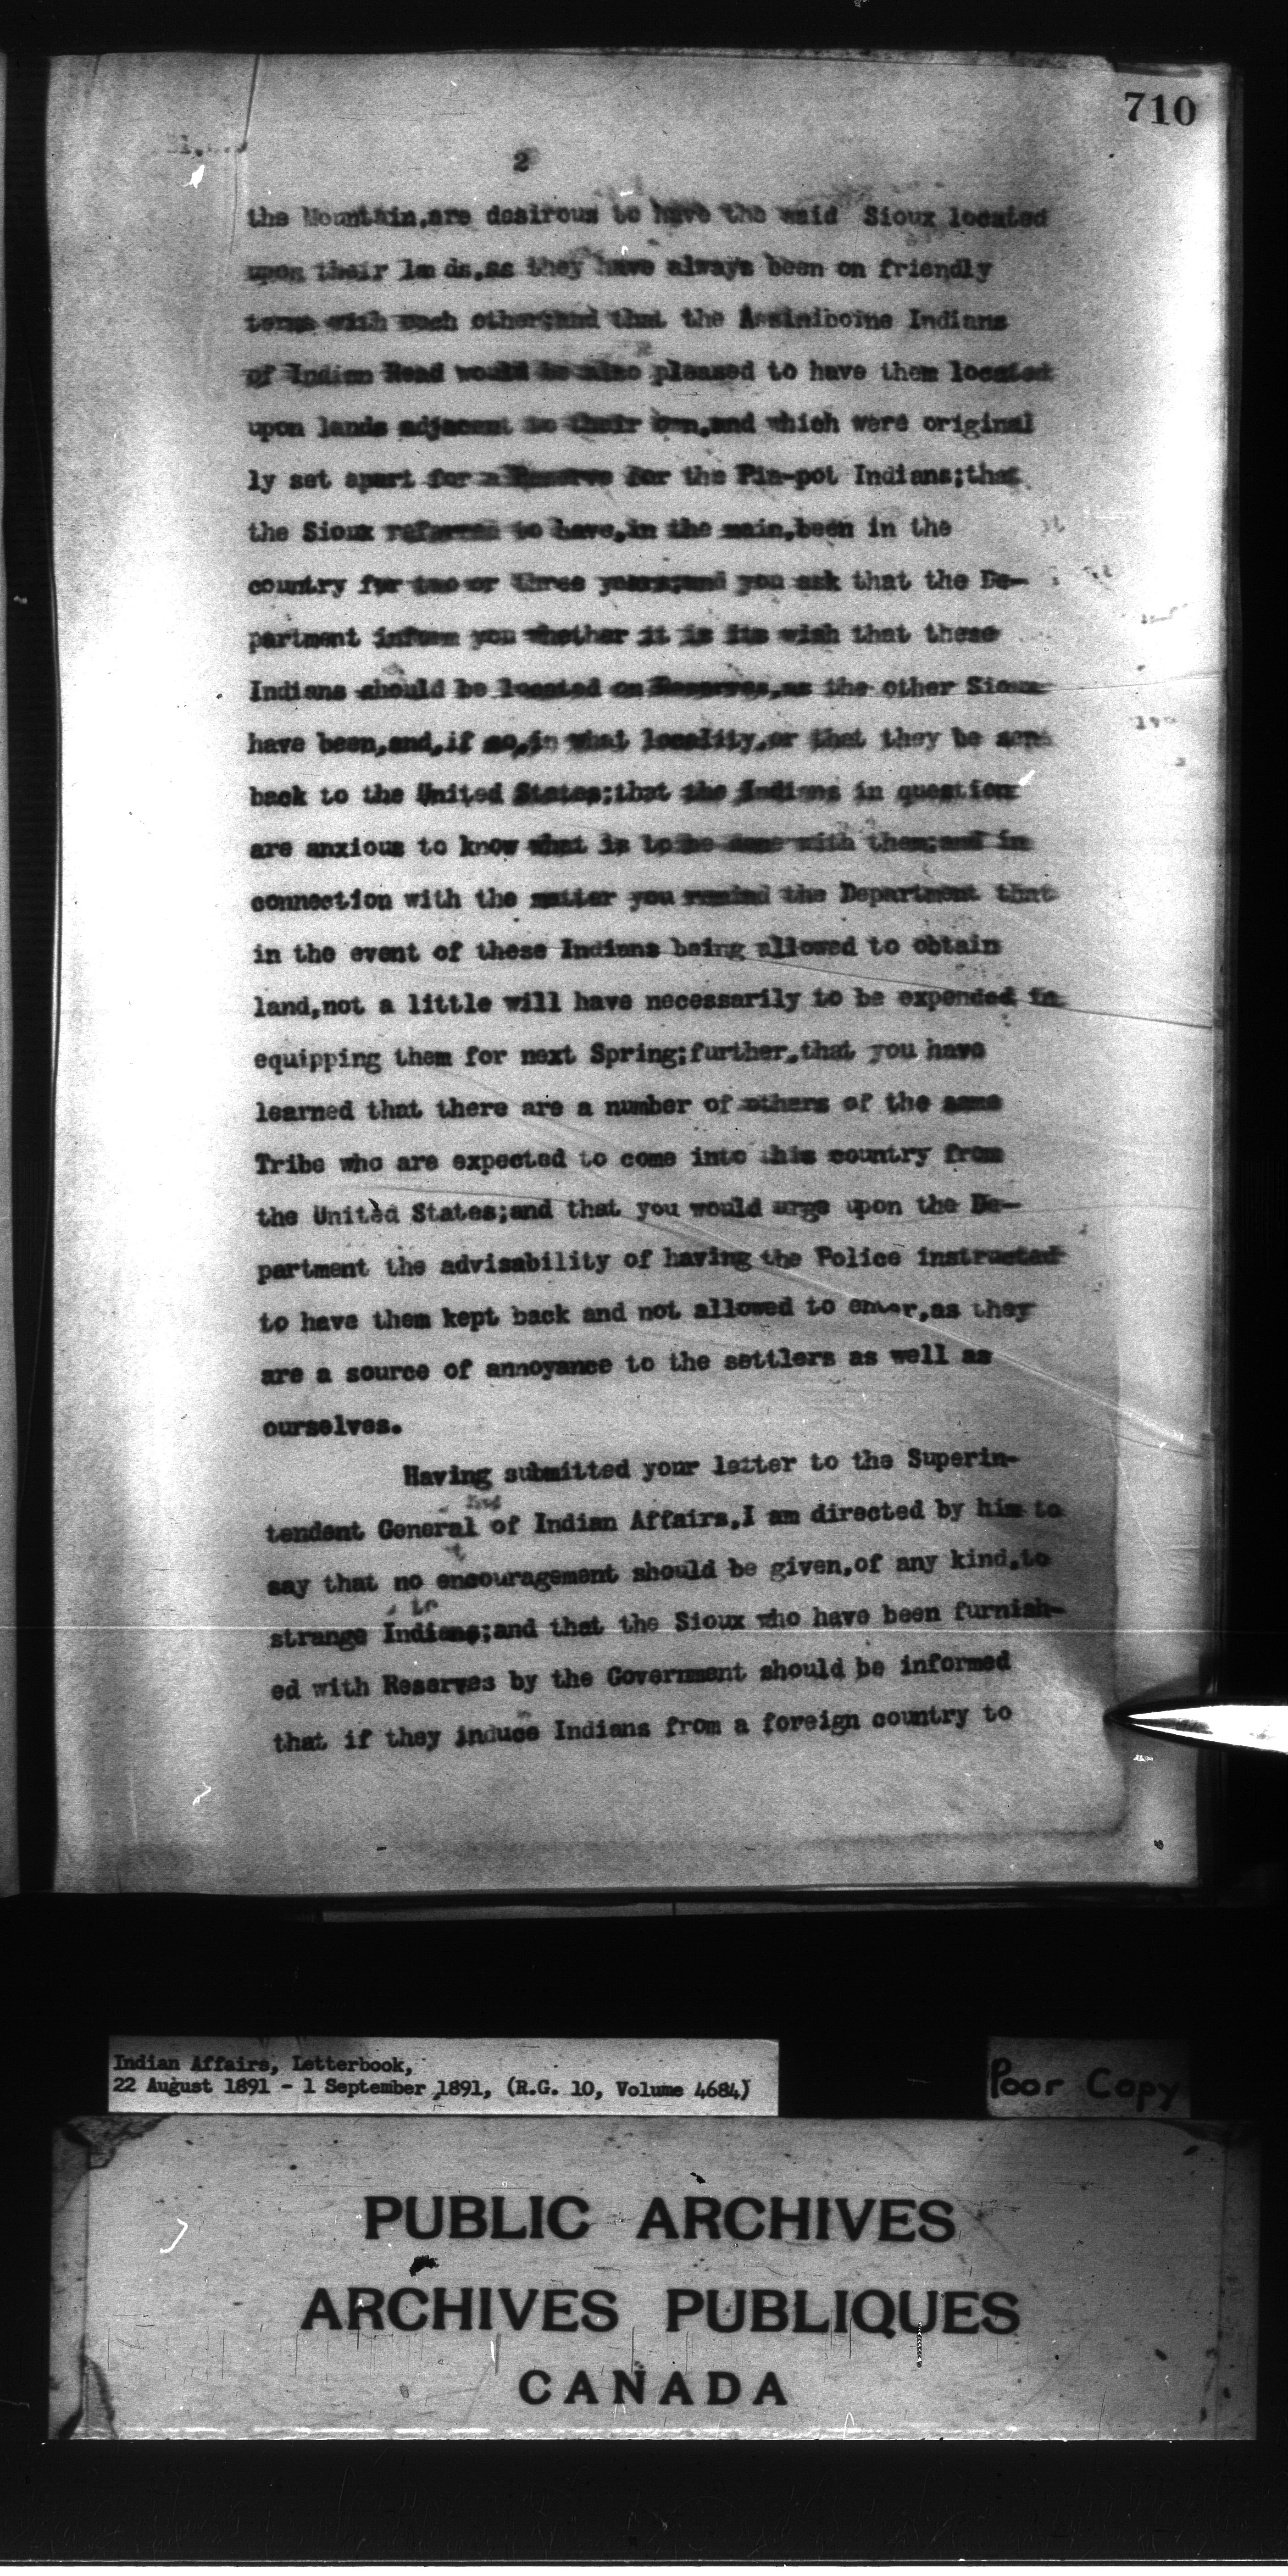 710
2
the Mountain,are desirous to have the said Sioux located
upon their lands,as they have always been on friendly
terms with each other;and that the Assiniboine Indians
of Indian Head would be also pleased to have them located
upon lands adjacent to their own,and which were original
ly set apart for a Reserve for the Pia-pot Indians;that
the Sioux referred to have,in the main,been in the
country for two or three years;and you ask that the De-
partment inform you whether it is its wish that these
Indians should be located on Reserves,as the other Sioux
have been,and,if so,in what locality,or that they be sent
back to the United States;that the Indians in question
are anxious to know what is to be done with them;and in
connection with the matter you remind the Department that
in the event of these Indians being allowed to obtain
land,not a little will have necessarily to be expended in
equipping them for next Spring;further,that you have
learned that there are a number of others of the same
Tribe who are expected to come into this country from
the United States;and that you would urge upon the De-
partment the advisability of having the Police instructed
to have them kept back and not allowed to enter,as they
are a source of annoyance to the settlers as well as
ourselves.
Having submitted your letter to the Superin-
tendent General of Indian Affairs,I am directed by him to
say that no encouragement should be given,of any kind,to
strange Indians;and that the Sioux who have been furnish-
ed with Reserves by the Government should be informed
that if they induce Indians from a foreign country to
Indian Affairs, Letterbook,
22 August 1891 - 1 September 1891, (R.G. 10, Volume 4684)
Poor Copy
PUBLIC ARCHIVES
ARCHIVES PUBLIQUES
CANADA